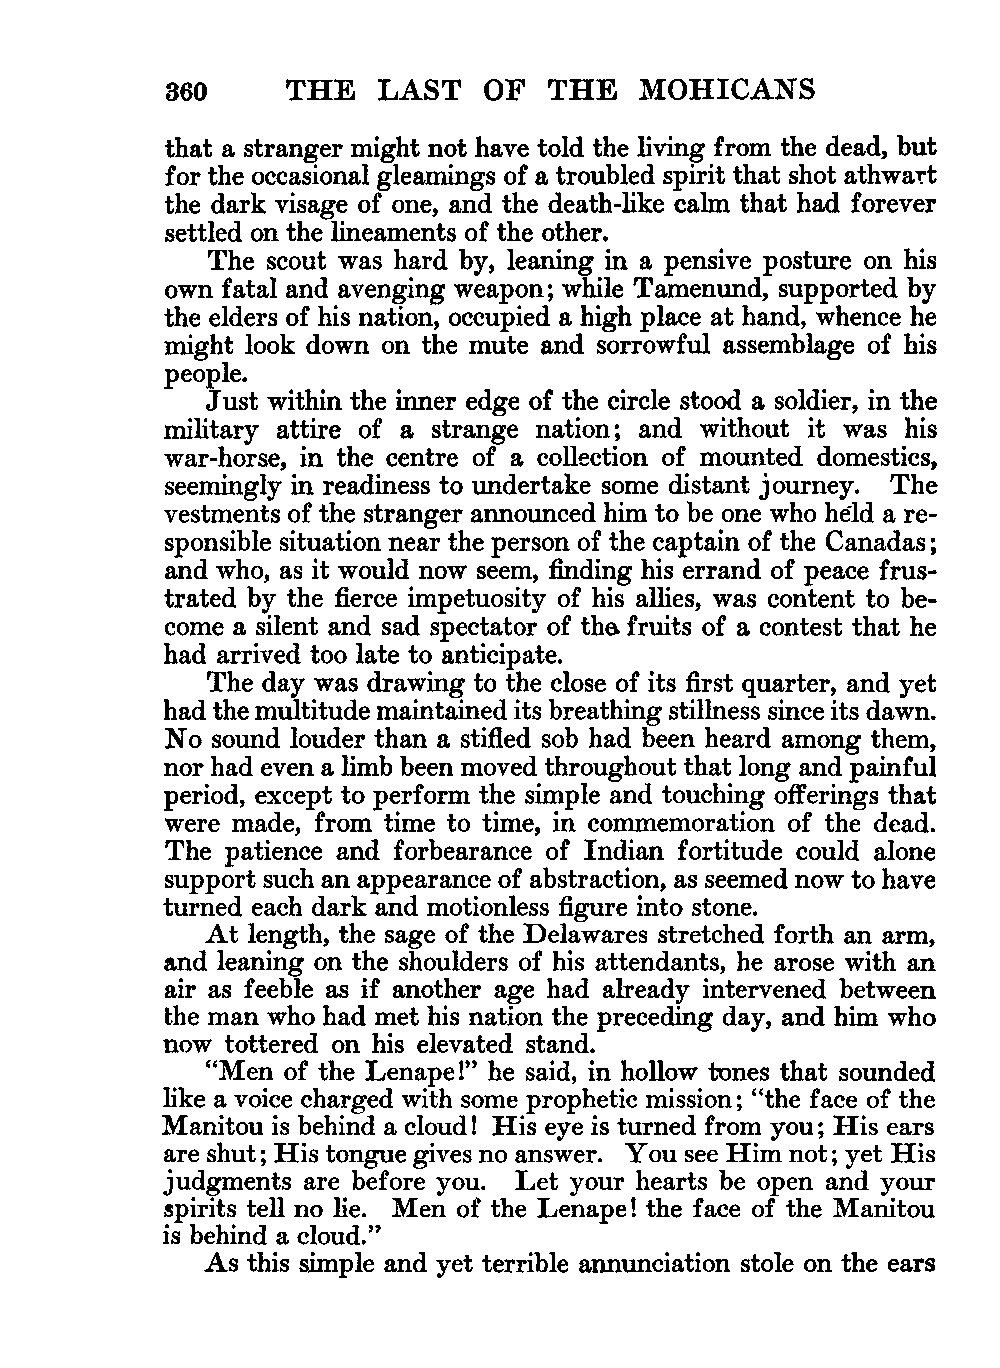 360 THE LAST OF THE MOHICANS
that a stranger might not have told the living from the dead, but
for the occasional gleamings of a troubled spirit that shot athwart
the dark visage of one, and the death-like calm that had forever
settled on the lineaments of the other.
The scout was hard by, leaning in a pensive posture on his
own fatal and avenging weapon; while Tamenund, supported by
the elders of his nation, occupied a high place at hand, whence he
might look down on the mute and sorrowful assemblage of his
people.
Just within the inner edge of the circle stood a soldier, in the
military attire of a strange nation; and without it was his
war-horse, in the centre of a collection of mounted domestics,
seemingly in readiness to undertake some distant journey. The
vestments of the stranger announced him to be one who held a re-
sponsible situation near the person of the captain of the Canadas;
and who, as it would now seem, finding his errand of peace frus-
trated by the fierce impetuosity of his allies, was content to be-
come a silent and sad spectator of the fruits of a contest that he
had arrived too late to anticipate.
The day was drawing to the close of its first quarter, and yet
had the multitude maintained its breathing stillness since its dawn.
No sound louder than a stifled sob had been heard among them,
nor had even a limb been moved throughout that long and painful
period, except to perform the simple and touching offerings that
were made, from time to time, in commemoration of the dead.
The patience and forbearance of Indian fortitude could alone
support such an appearance of abstraction, as seemed now to have
turned each dark and motionless figure into stone.
At length, the sage of the Delawares stretched forth an arm,
and leaning on the shoulders of his attendants, he arose with an
air as feeble as if another age had already intervened between
the man who had met his nation the preceding day, and him who
now tottered on his elevated stand.
“Men of the Lenape!” he said, in hollow tones that sounded
like a voice charged with some prophetic mission; “the face of the
Manitou is behind a cloud! His eye is turned from you; His ears
are shut; His tongue gives no answer. You see Him not; yet His
judgments are before you. Let your hearts be open and your
spirits tell no lie. Men of the Lenape! the face of the Manitou
is behind a cloud.”
As this simple and yet terrible annunciation stole on the ears